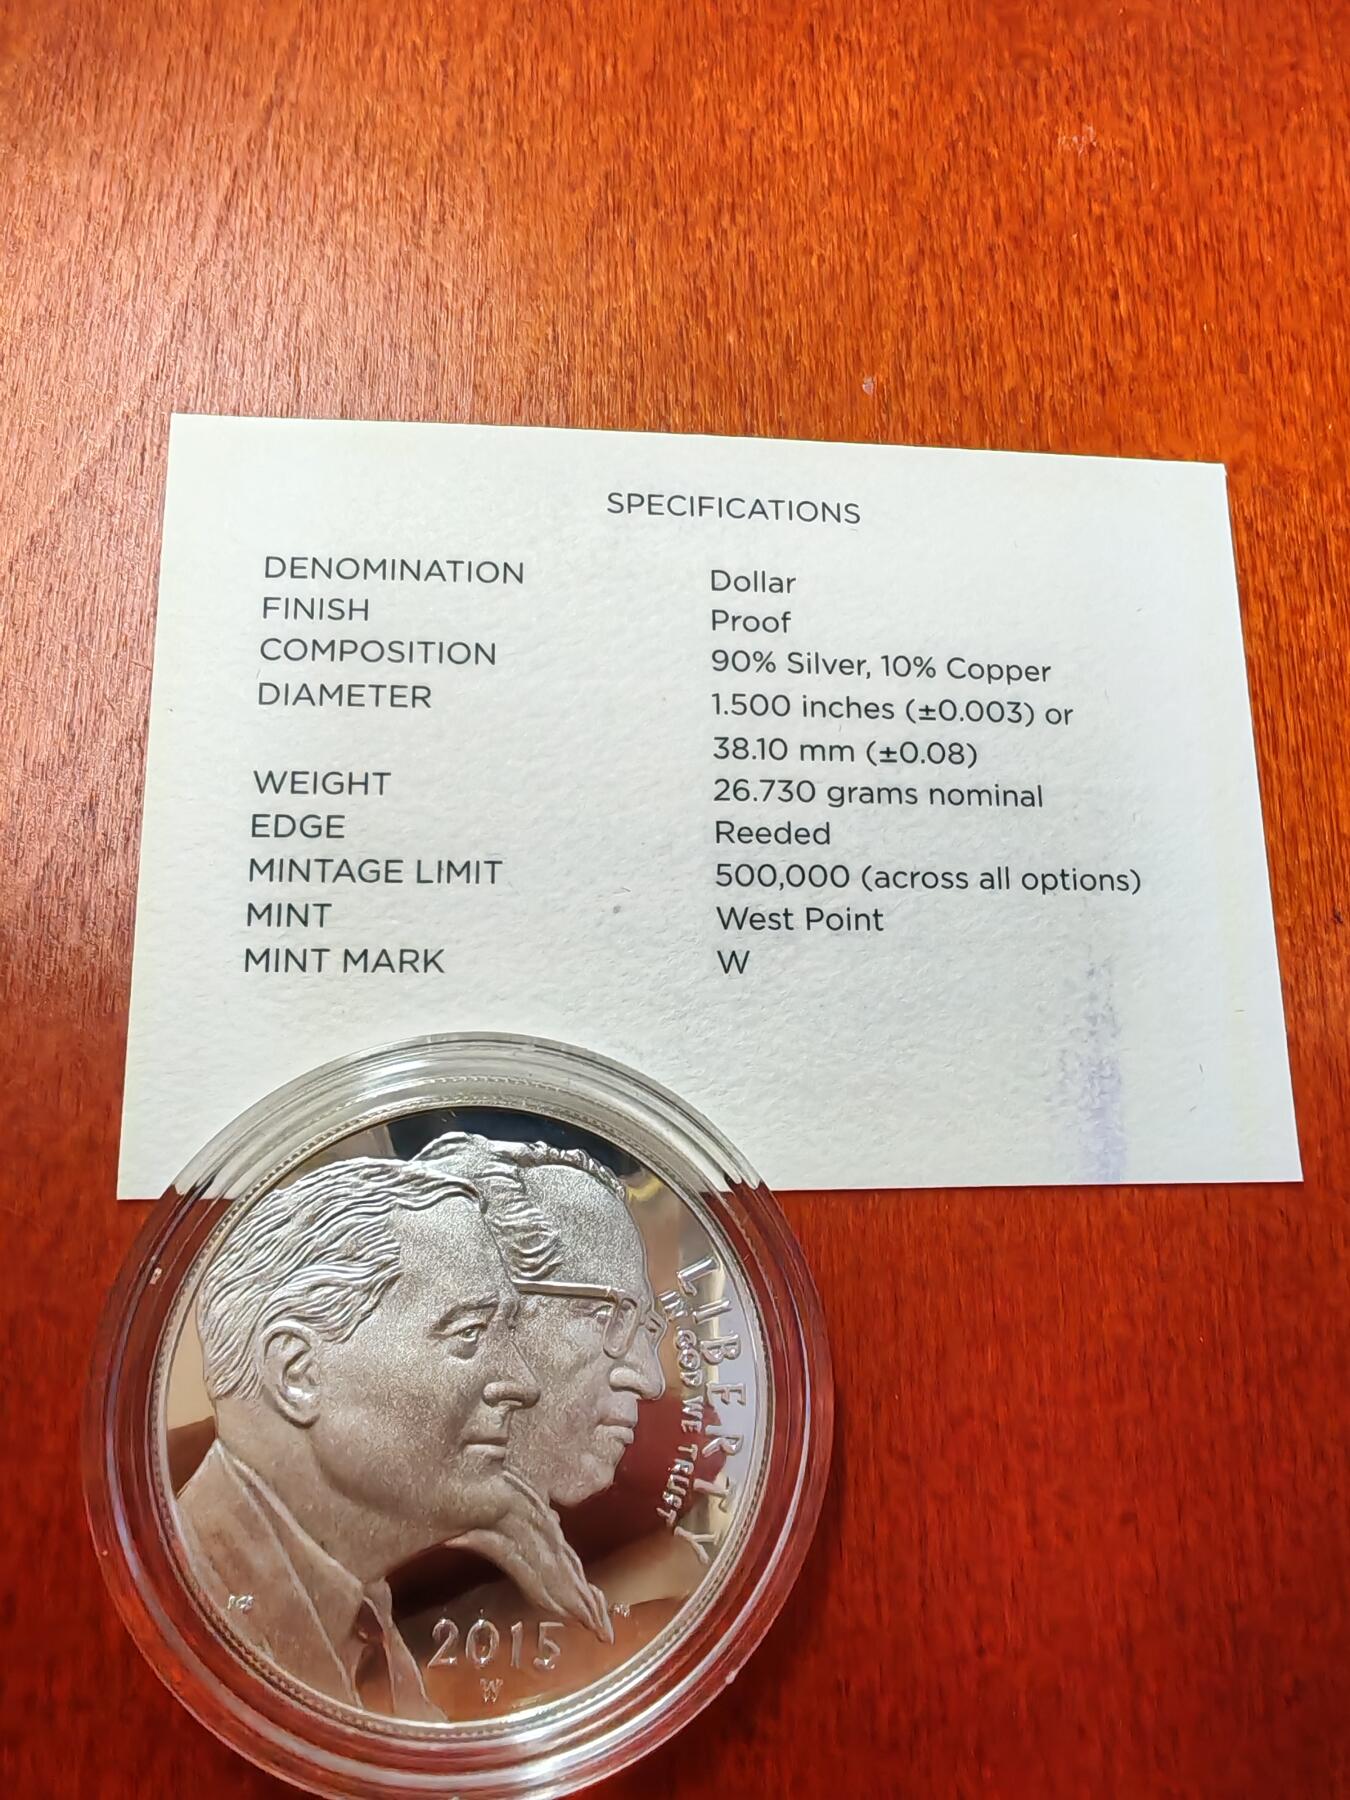 SPECIFICATIONS
DENOMINATION Dollar
FINISH Proof
COMPOSITION 90% Silver, 10% Copper
DIAMETER 1.500 inches (±0.003) or
38.10 mm (±0.08)
WEIGHT 26.730 grams nominal
EDGE Reeded
MINTAGE LIMIT 500,000 (across all options)
MINT West Point
MINT MARK W
LIBERTY
IN GOD WE TRUST
2015
W